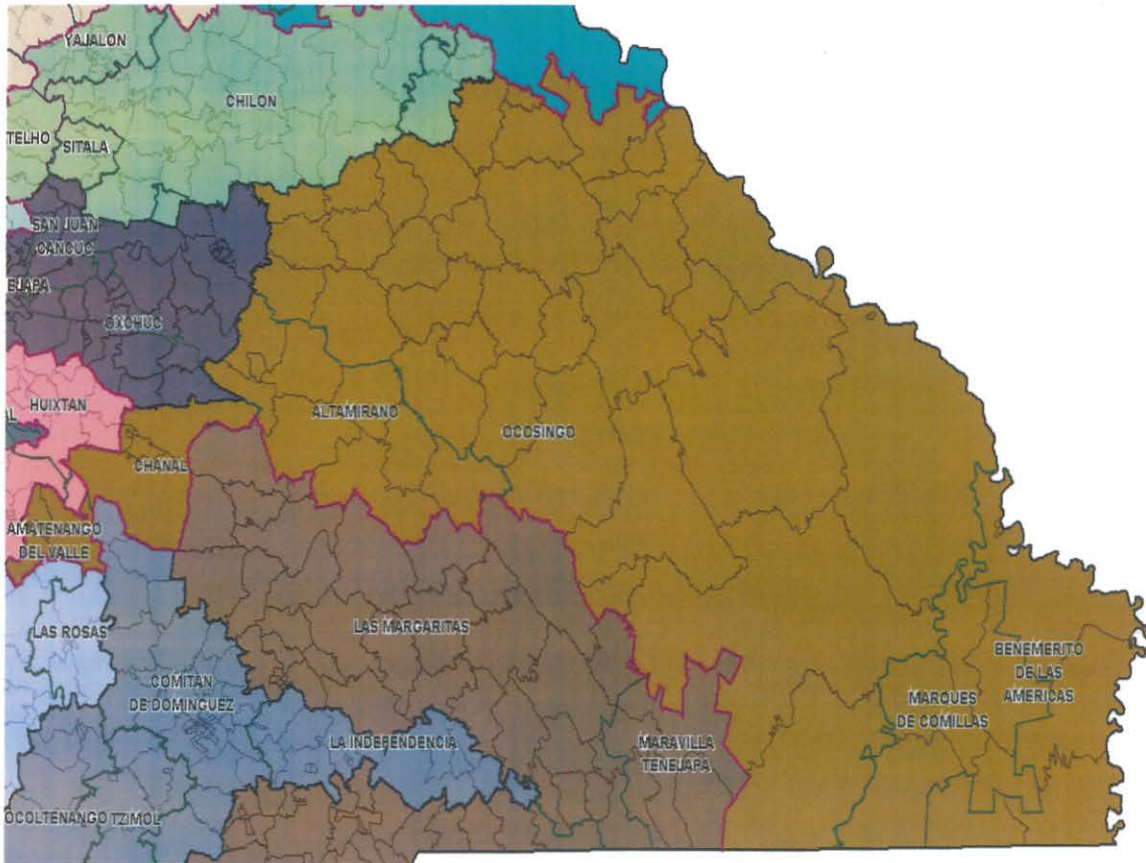 YAJALON
CHILON
TELHO
SITALA
SAN JUAN
CANCUC
EJAPA
OXCHUC
HUIXTAN
AL
ALTAMIRANO
OCOSINGO
CHANAL
AMATENANGO
DEL VALLE
LAS ROSAS
LAS MARGARITAS
COMITAN
DE DOMINGUEZ
BENEMERITO
DE LAS
AMERICAS
MARQUES
DE COMILLAS
LA INDEPENDENCIA
MARAVILLA
TENEJAPA
OCOLTENANGO
TZIMOL